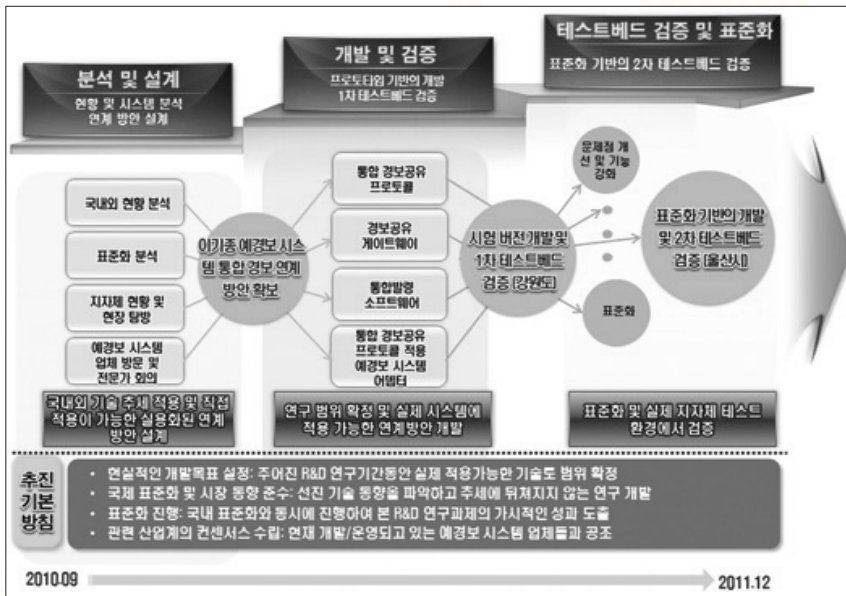 분석 및 설계
현황 및 시스템 분석
연계 방안 설계
개발 및 검증
프로토타입 기반의 개발
1차 테스트베드 검증
테스트베드 검증 및 표준화
표준화 기반의 2차 테스트베드 검증
국내외 현황 분석
표준화 분석
지자체 현황 및
현장 탐방
예경보 시스템
업체 방문 및
전문가 회의
이기종 예경보 시스
템 통합 경보 연계
방안 확보
통합 경보공유
프로토콜
경보공유
게이트웨이
통합발령
소프트웨어
통합 경보공유
프로토콜 적용
예경보 시스템
어뎁터
시험 버전 개발 및
1차 테스트베드
검증 (강원도)
문제점 개
선 및 기능
강화
표준화
표준화 기반의 개발
및 2차 테스트베드
검증 (울산시)
국내외 기술 추세 적용 및 직접
적용이 가능한 실용화된 연계
방안 설계
연구 범위 확정 및 실제 시스템에
적용 가능한 연계방안 개발
표준화 및 실제 지자체 테스트
환경에서 검증
추진
기본
방침
• 현실적인 개발목표 설정: 주어진 R&D 연구기간동안 실제 적용가능한 기술로 범위 확정
• 국제 표준화 및 시장 동향 준수: 선진 기술 동향을 파악하고 추세에 뒤쳐지지 않는 연구 개발
• 표준화 진행: 국내 표준화와 동시에 진행하여 본 R&D 연구과제의 가시적인 성과 도출
• 관련 산업계의 컨센서스 수립: 현재 개발/운영되고 있는 예경보 시스템 업체들과 공조
2010.09
2011.12